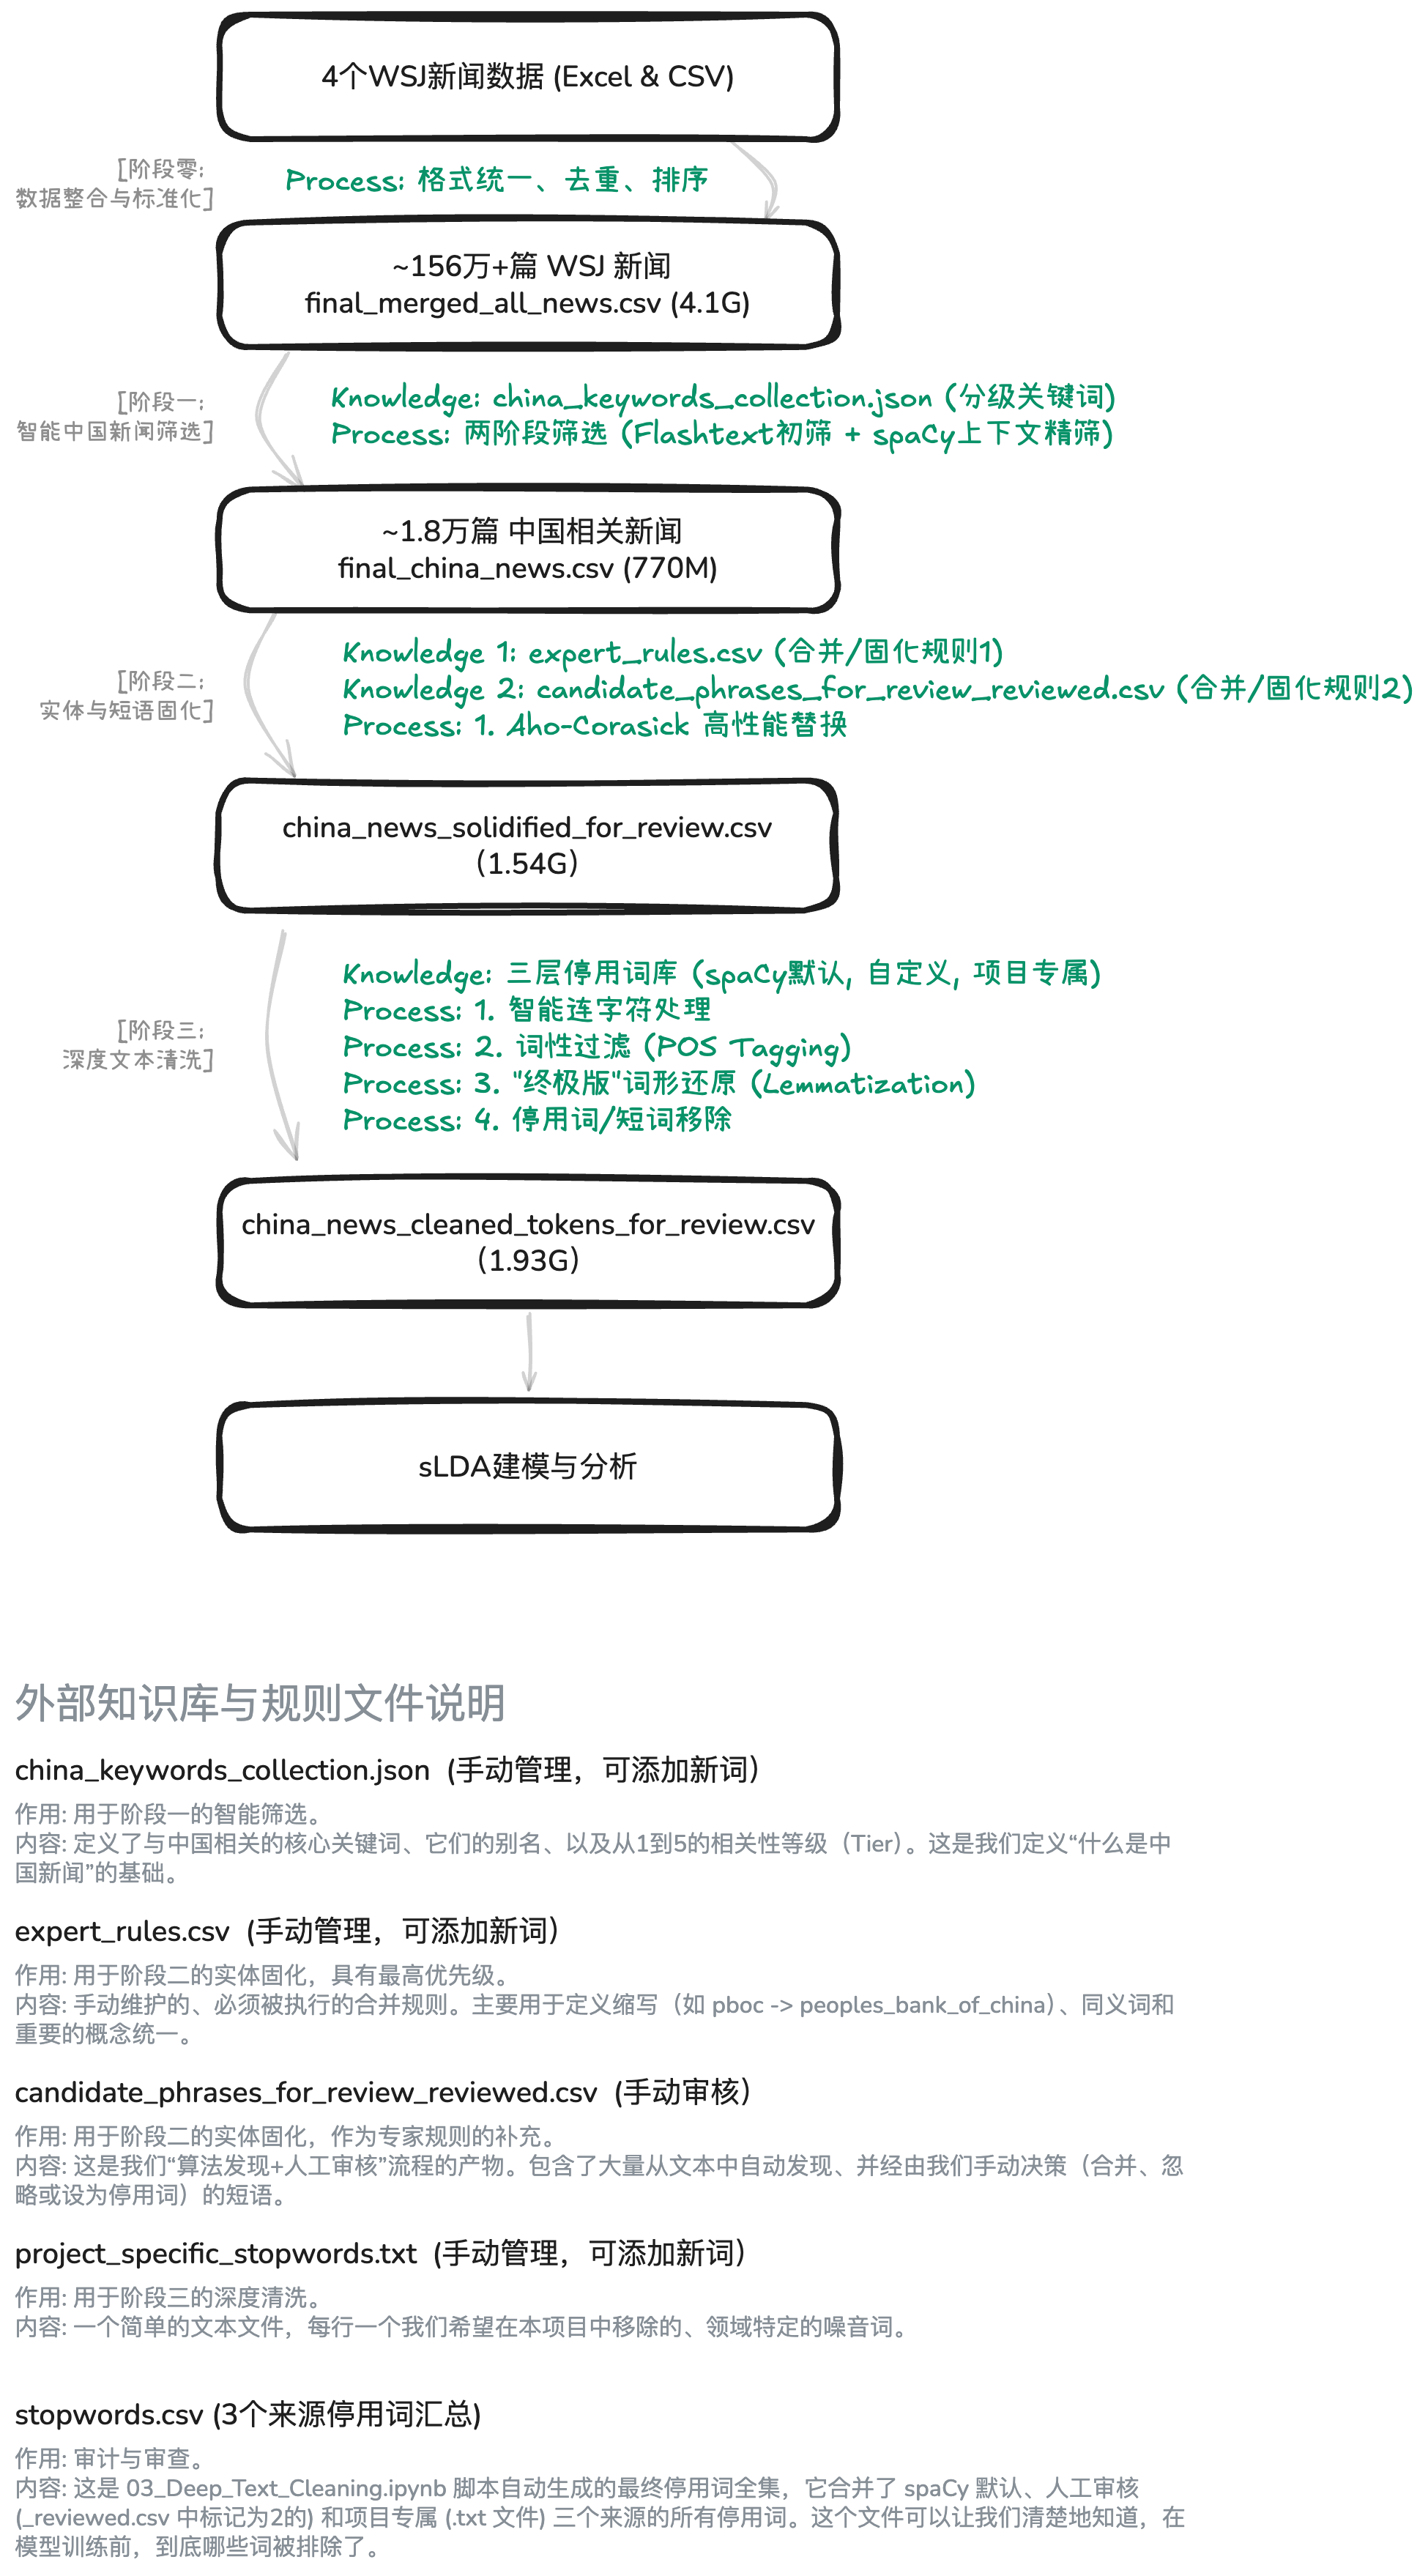 4个WSJ新闻数据 (Excel & CSV)
[阶段零:
数据整合与标准化]
Process: 格式统一、去重、排序
~156万+篇 WSJ 新闻
final_merged_all_news.csv (4.1G)
[阶段一:
智能中国新闻筛选]
Knowledge: china_keywords_collection.json (分级关键词)
Process: 两阶段筛选 (Flashtext初筛 + spaCy上下文精筛)
~1.8万篇 中国相关新闻
final_china_news.csv (770M)
[阶段二:
实体与短语固化]
Knowledge 1: expert_rules.csv (合并/固化规则1)
Knowledge 2: candidate_phrases_for_review_reviewed.csv (合并/固化规则2)
Process: 1. Aho-Corasick 高性能替换
china_news_solidified_for_review.csv
（1.54G）
[阶段三:
深度文本清洗]
Knowledge: 三层停用词库 (spaCy默认, 自定义, 项目专属)
Process: 1. 智能连字符处理
Process: 2. 词性过滤 (POS Tagging)
Process: 3. "终极版"词形还原 (Lemmatization)
Process: 4. 停用词/短词移除
china_news_cleaned_tokens_for_review.csv
（1.93G）
sLDA建模与分析
外部知识库与规则文件说明
china_keywords_collection.json（手动管理，可添加新词）
作用: 用于阶段一的智能筛选。
内容: 定义了与中国相关的核心关键词、它们的别名、以及从1到5的相关性等级（Tier）。这是我们定义“什么是中
国新闻”的基础。
expert_rules.csv（手动管理，可添加新词）
作用: 用于阶段二的实体固化，具有最高优先级。
内容: 手动维护的、必须被执行的合并规则。主要用于定义缩写（如 pboc -> peoples_bank_of_china）、同义词和
重要的概念统一。
candidate_phrases_for_review_reviewed.csv（手动审核）
作用: 用于阶段二的实体固化，作为专家规则的补充。
内容: 这是我们“算法发现+人工审核”流程的产物。包含了大量从文本中自动发现、并经由我们手动决策（合并、忽
略或设为停用词）的短语。
project_specific_stopwords.txt（手动管理，可添加新词）
作用: 用于阶段三的深度清洗。
内容: 一个简单的文本文件，每行一个我们希望在本项目中移除的、领域特定的噪音词。
stopwords.csv (3个来源停用词汇总)
作用: 审计与审查。
内容: 这是 03_Deep_Text_Cleaning.ipynb 脚本自动生成的最终停用词全集，它合并了 spaCy 默认、人工审核
(_reviewed.csv 中标记为2的) 和项目专属 (.txt 文件) 三个来源的所有停用词。这个文件可以让我们清楚地知道，在
模型训练前，到底哪些词被排除了。